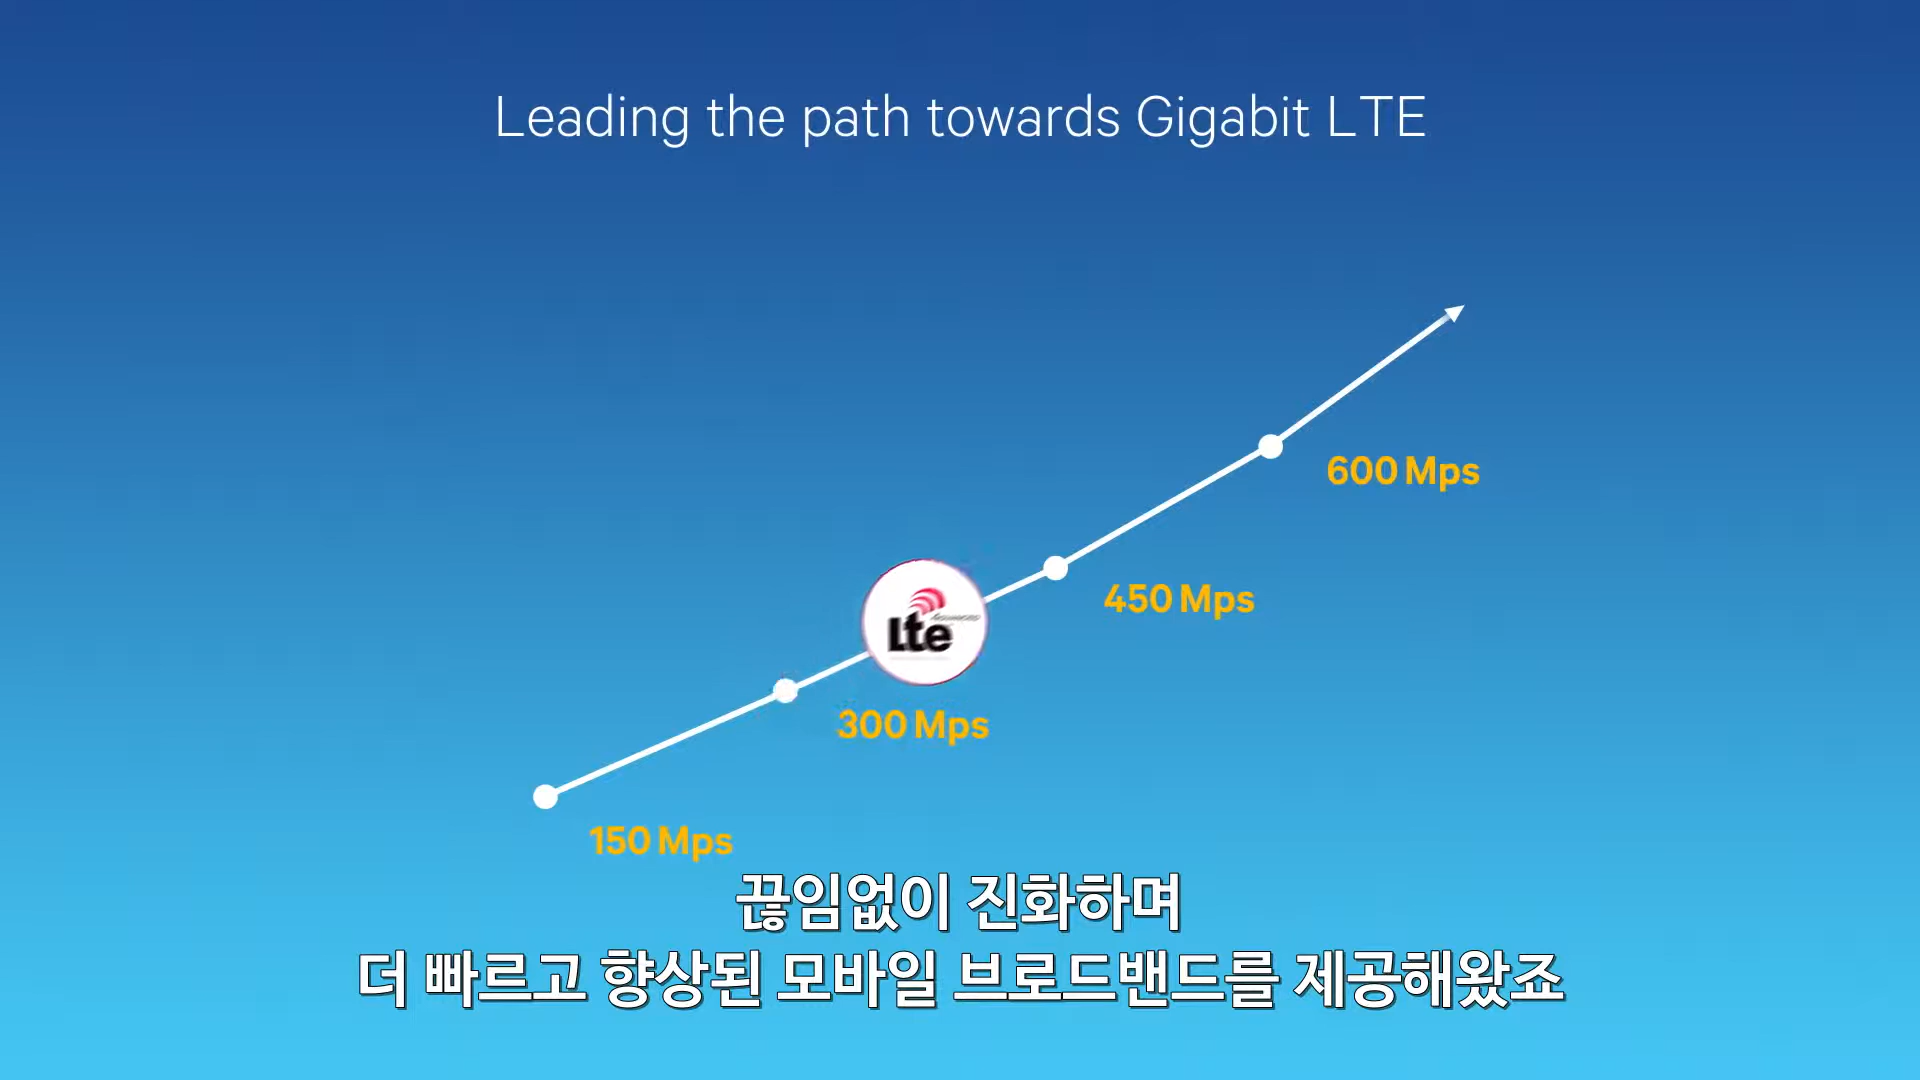 Leading the path towards Gigabit LTE
600 Mps
450 Mps
Lte
300 Mps
150 Mps
끊임없이 진화하며
더 빠르고 향상된 모바일 브로드밴드를 제공해왔죠